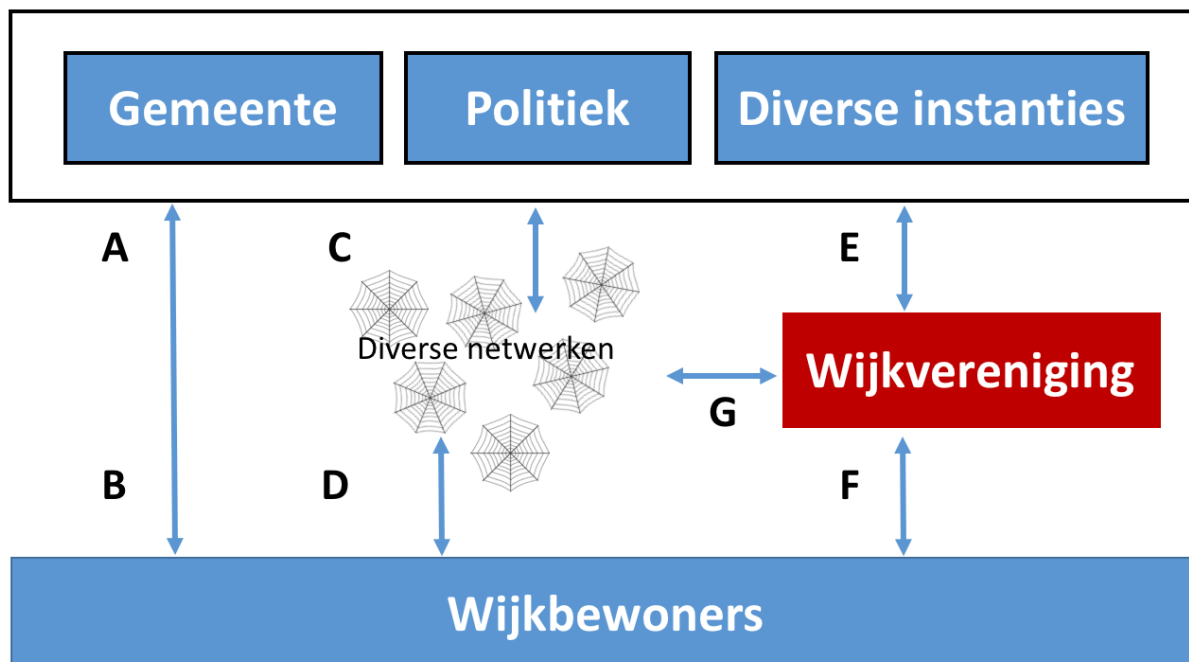 Gemeente
Politiek
Diverse instanties
A
C
E
Diverse netwerken
Wijkvereniging
G
B
D
F
Wijkbewoners